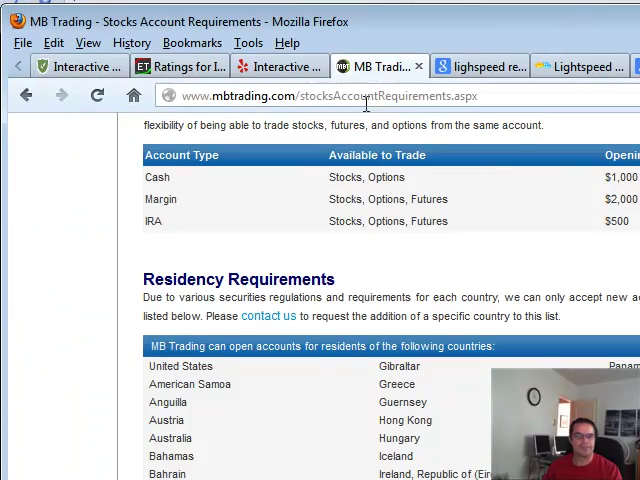 MB Trading - Stocks Account Requirements - Mozilla Firefox
File Edit View History Bookmarks Tools Help
Interactive ... ET Ratings for I... Interactive ... MBT MB Tradi... × g lighspeed re... Lightspeed ...
www.mbtrading.com/stocksAccountRequirements.aspx
flexibility of being able to trade stocks, futures, and options from the same account.
Account Type Available to Trade Openin
Cash Stocks, Options $1,000
Margin Stocks, Options, Futures $2,000
IRA Stocks, Options, Futures $500
Residency Requirements
Due to various securities regulations and requirements for each country, we can only accept new ac
listed below. Please contact us to request the addition of a specific country to this list.
MB Trading can open accounts for residents of the following countries:
United States Gibraltar Panam
American Samoa Greece
Anguilla Guernsey
Austria Hong Kong
Australia Hungary
Bahamas Iceland
Bahrain Ireland, Republic of (Eire